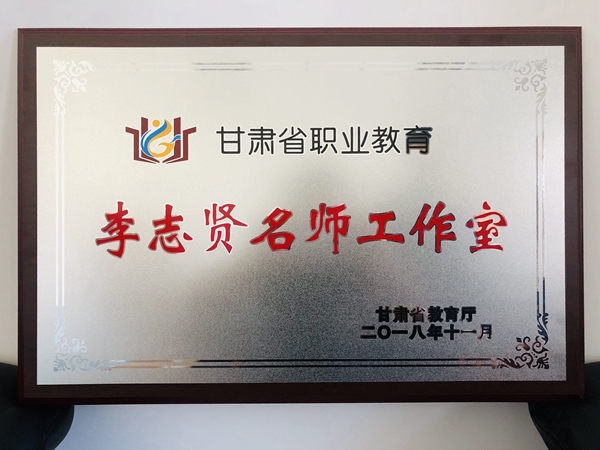 甘肃省职业教育
李志贤名师工作室
甘肃省教育厅
二〇一八年十一月